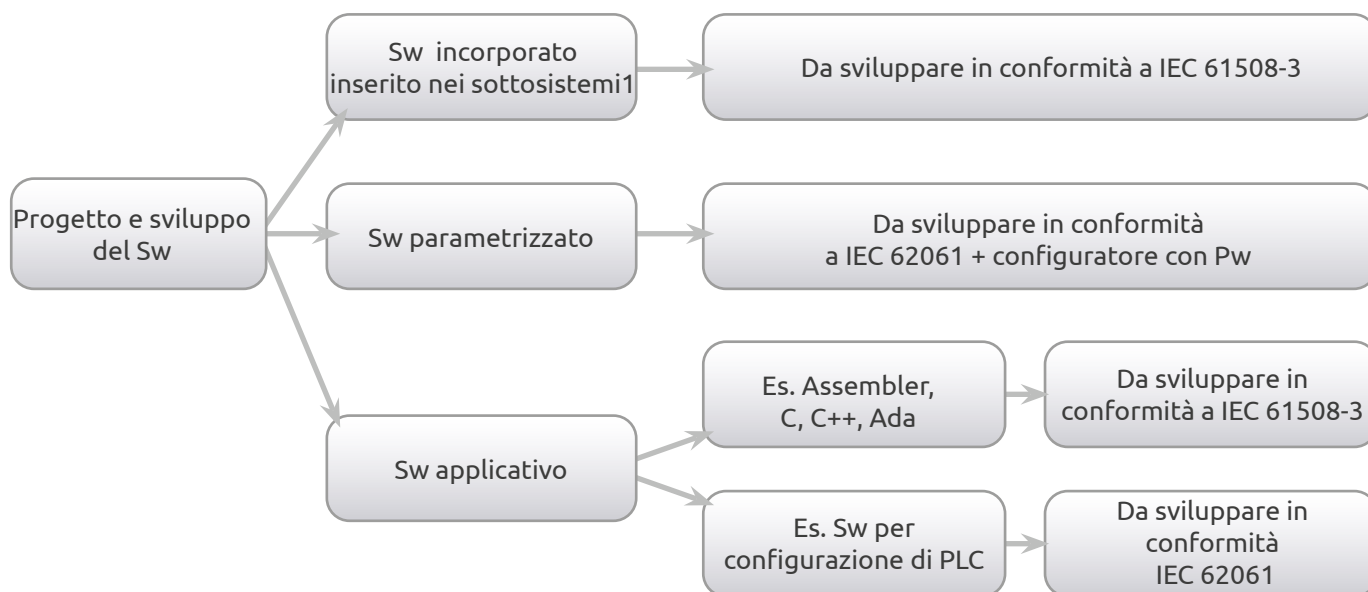 Sw incorporato
inserito nei sottosistemi1
Da sviluppare in conformità a IEC 61508-3
Progetto e sviluppo
del Sw
Sw parametrizzato
Da sviluppare in conformità
a IEC 62061 + configuratore con Pw
Sw applicativo
Es. Assembler,
C, C++, Ada
Da sviluppare in
conformità a IEC 61508-3
Es. Sw per
configurazione di PLC
Da sviluppare in
conformità
IEC 62061